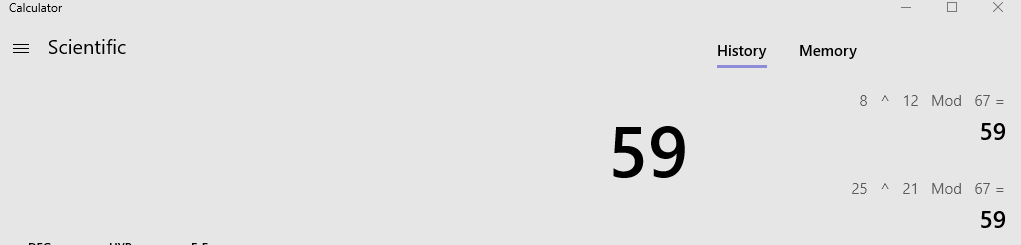 Calculator
Scientific
History Memory
8 ^ 12 Mod 67 =
59
59
25 ^ 21 Mod 67 =
59